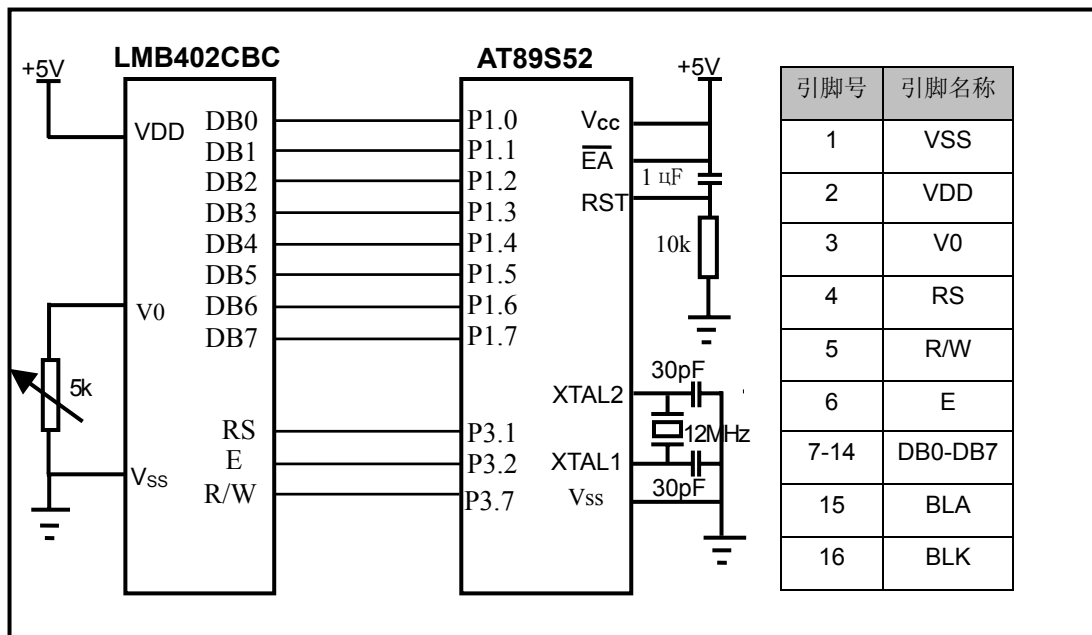 LMB402CBC
+5V
VDD
V0
5k
Vss
DB0
DB1
DB2
DB3
DB4
DB5
DB6
DB7
RS
E
R/W
AT89S52
P1.0
P1.1
P1.2
P1.3
P1.4
P1.5
P1.6
P1.7
P3.1
P3.2
P3.7
Vcc
EA
RST
XTAL2
XTAL1
Vss
+5V
1 цF
10k
30pF
12MHz
30pF
引脚号 引脚名称
1 VSS
2 VDD
3 V0
4 RS
5 R/W
6 E
7-14 DB0-DB7
15 BLA
16 BLK